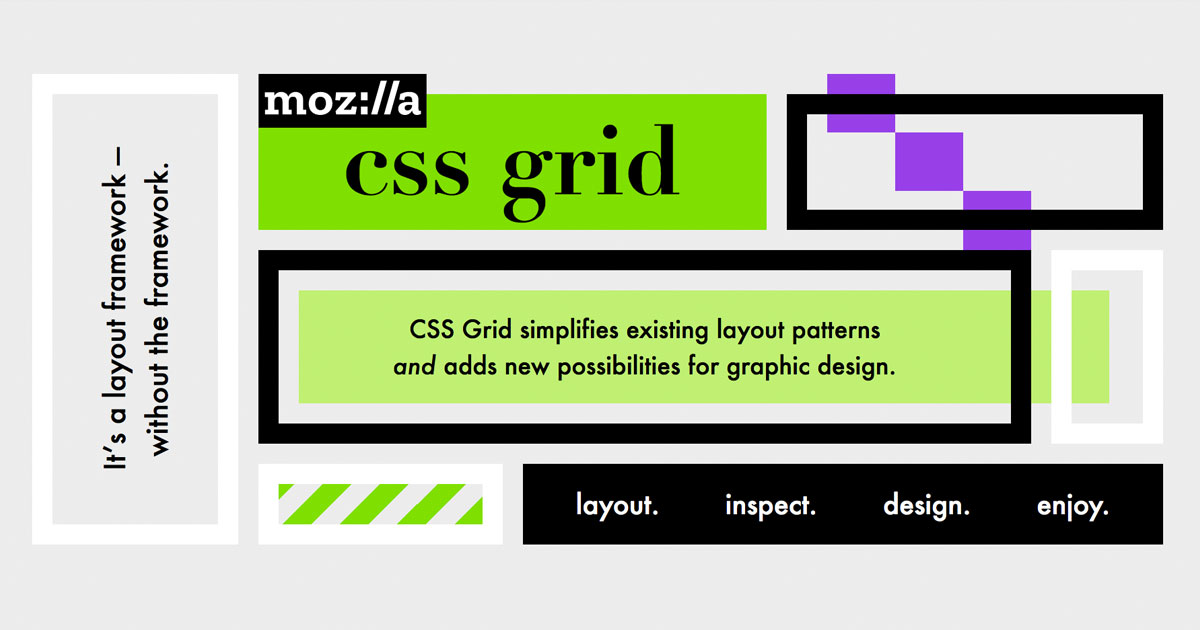 It’s a layout framework —
without the framework.
moz://a
css grid
CSS Grid simplifies existing layout patterns
and adds new possibilities for graphic design.
layout. inspect. design. enjoy.